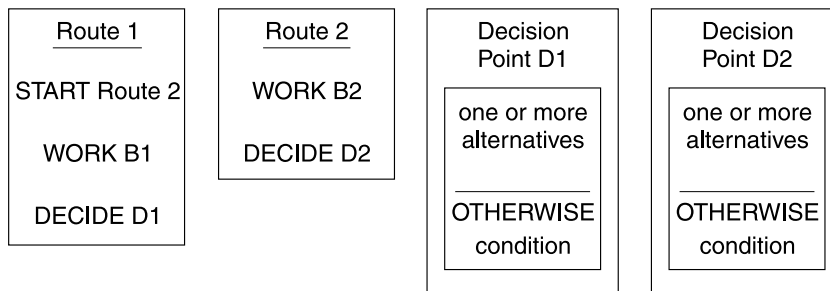 Route 1
START Route 2
WORK B1
DECIDE D1
Route 2
WORK B2
DECIDE D2
Decision
Point D1
one or more
alternatives
OTHERWISE
condition
Decision
Point D2
one or more
alternatives
OTHERWISE
condition